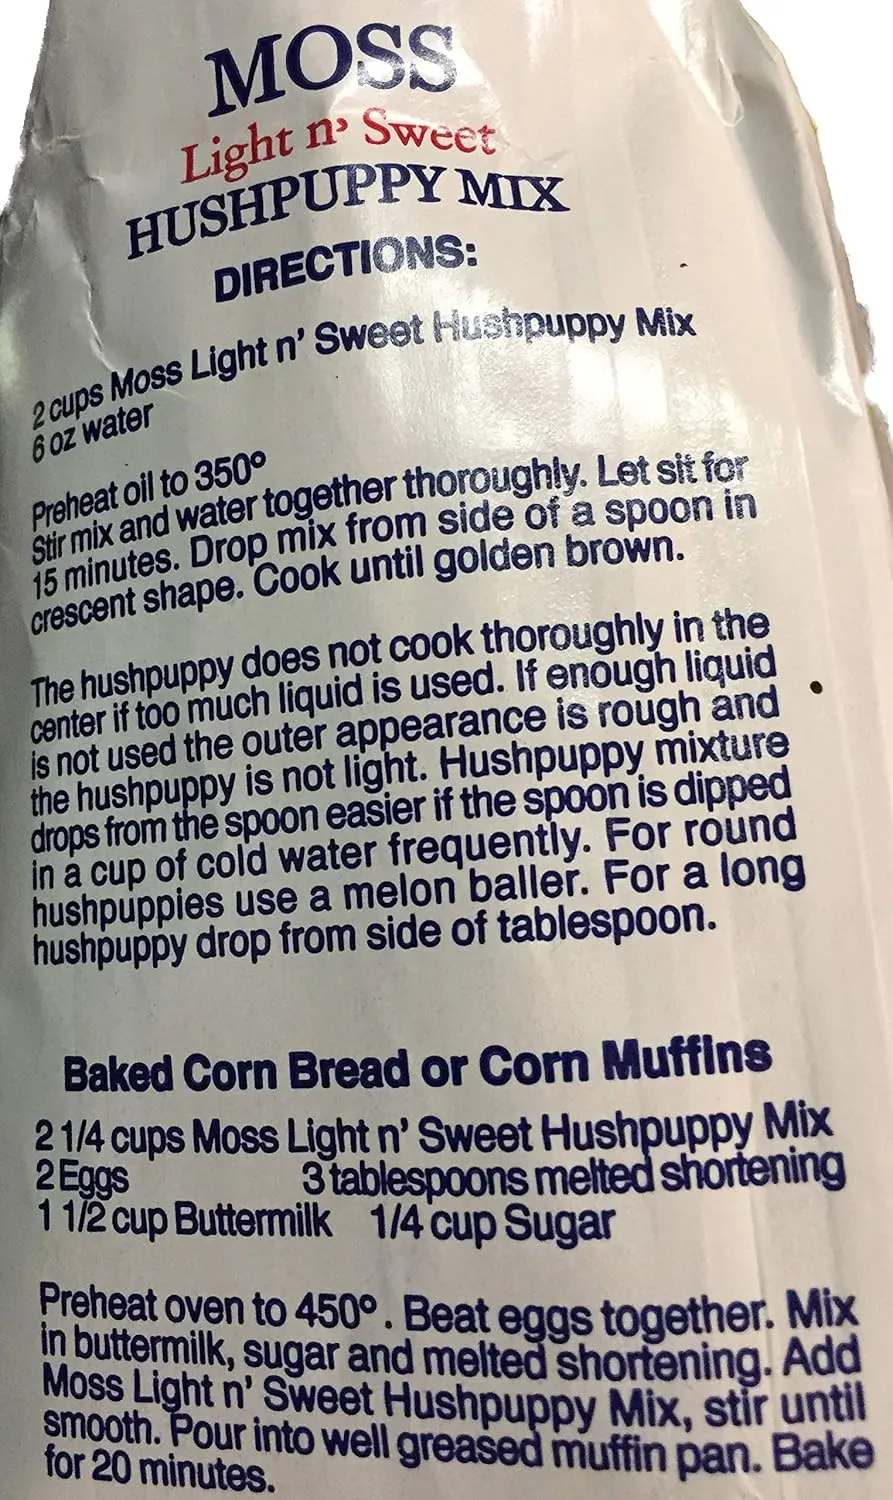 MOSS
Light n' Sweet
HUSHPUPPY MIX
DIRECTIONS:
2 cups Moss Light n' Sweet Hushpuppy Mix
6 oz water
Preheat oil to 350º
Stir mix and water together thoroughly. Let sit for
15 minutes. Drop mix from side of a spoon in
crescent shape. Cook until golden brown.
The hushpuppy does not cook thoroughly in the
center if too much liquid is used. If enough liquid
is not used the outer appearance is rough and
the hushpuppy is not light. Hushpuppy mixture
drops from the spoon easier if the spoon is dipped
in a cup of cold water frequently. For round
hushpuppies use a melon baller. For a long
hushpuppy drop from side of tablespoon.
Baked Corn Bread or Corn Muffins
2 1/4 cups Moss Light n' Sweet Hushpuppy Mix
2 Eggs 3 tablespoons melted shortening
1 1/2 cup Buttermilk 1/4 cup Sugar
Preheat oven to 450º. Beat eggs together. Mix
in buttermilk, sugar and melted shortening. Add
Moss Light n' Sweet Hushpuppy Mix, stir until
smooth. Pour into well greased muffin pan. Bake
for 20 minutes.